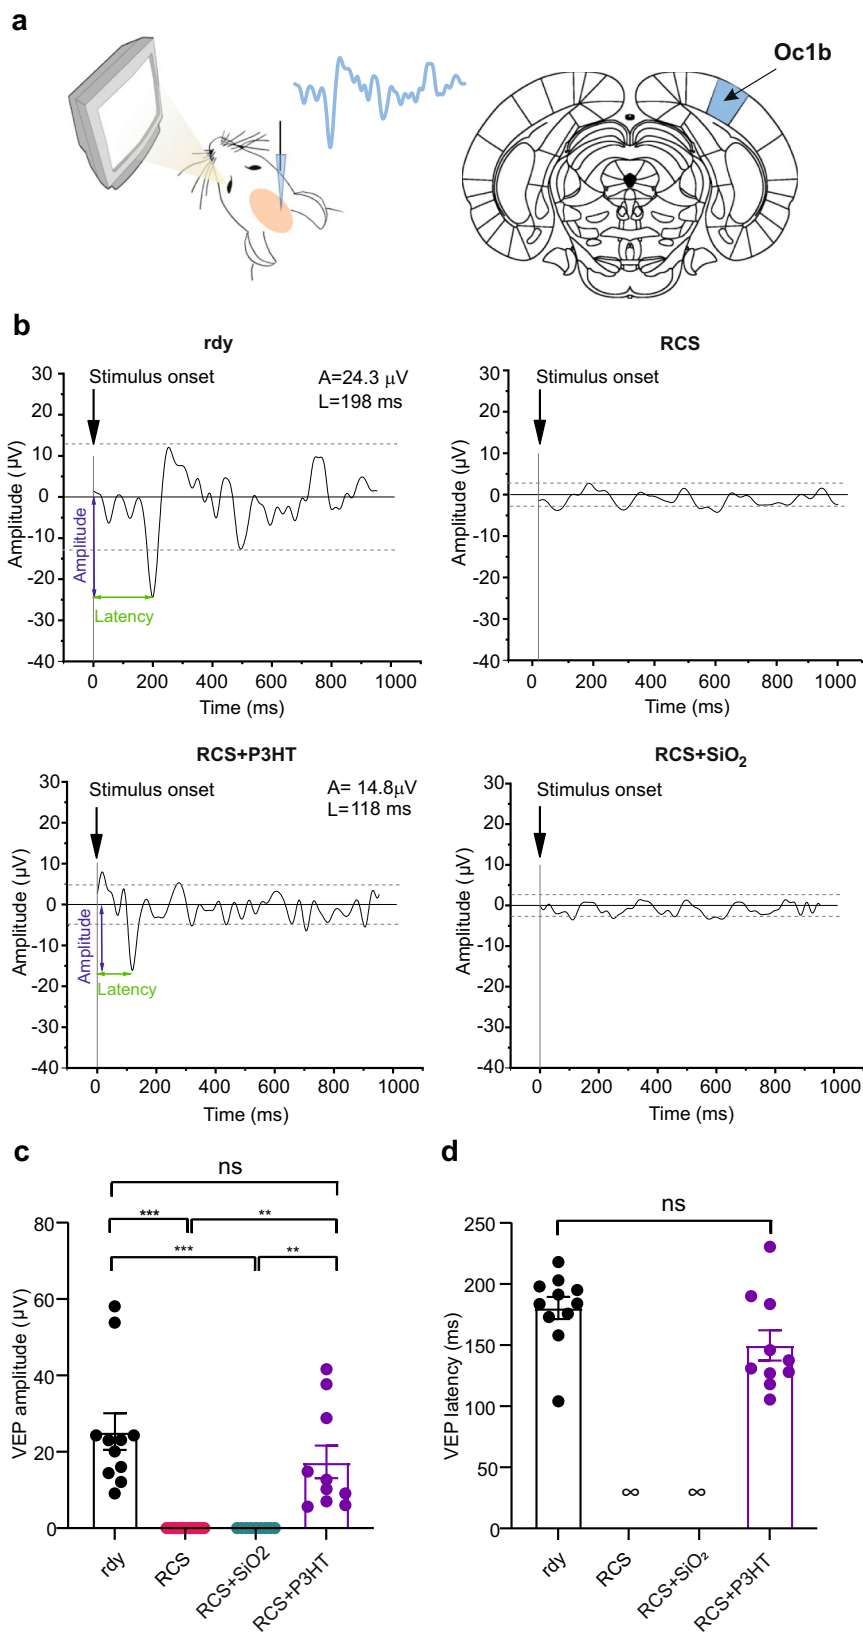 a
Oc1b
b
rdy
Stimulus onset
A=24.3 μV
L=198 ms
Amplitude (μV)
30
20
10
0
-10
-20
-30
-40
Amplitude
Latency
0 200 400 600 800 1000
Time (ms)
RCS
Stimulus onset
Amplitude (μV)
30
20
10
0
-10
-20
-30
-40
0 200 400 600 800 1000
Time (ms)
RCS+P3HT
Stimulus onset
A= 14.8μV
L=118 ms
Amplitude (μV)
30
20
10
0
-10
-20
-30
-40
Amplitude
Latency
0 200 400 600 800 1000
Time (ms)
RCS+SiO₂
Stimulus onset
Amplitude (μV)
30
20
10
0
-10
-20
-30
-40
0 200 400 600 800 1000
Time (ms)
c
ns
*** **
*** **
VEP amplitude (μV)
80
60
40
20
0
rdy
RCS
RCS+SiO2
RCS+P3HT
d
ns
VEP latency (ms)
250
200
150
100
50
0
∞ ∞
rdy
RCS
RCS+SiO₂
RCS+P3HT